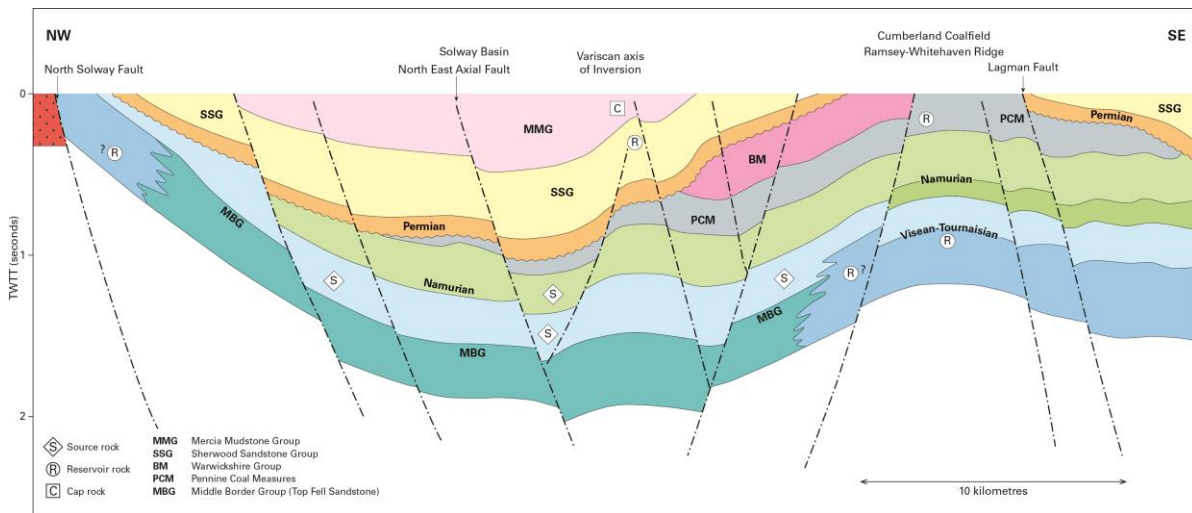 NW
SE
Cumberland Coalfield
Ramsey-Whitehaven Ridge
Solway Basin
North East Axial Fault
Variscan axis
of Inversion
North Solway Fault
Lagman Fault
0
1
2
TWTT (seconds)
SSG
C
MMG
R
PCM
Permian
SSG
? R
R
BM
SSG
Namurian
MBG
PCM
Permian
Visean-Tournaisian
R
S
Namurian
S
S
R ?
MBG
S
MBG
S Source rock
R Reservoir rock
C Cap rock
MMG Mercia Mudstone Group
SSG Sherwood Sandstone Group
BM Warwickshire Group
PCM Pennine Coal Measures
MBG Middle Border Group (Top Fell Sandstone)
10 kilometres